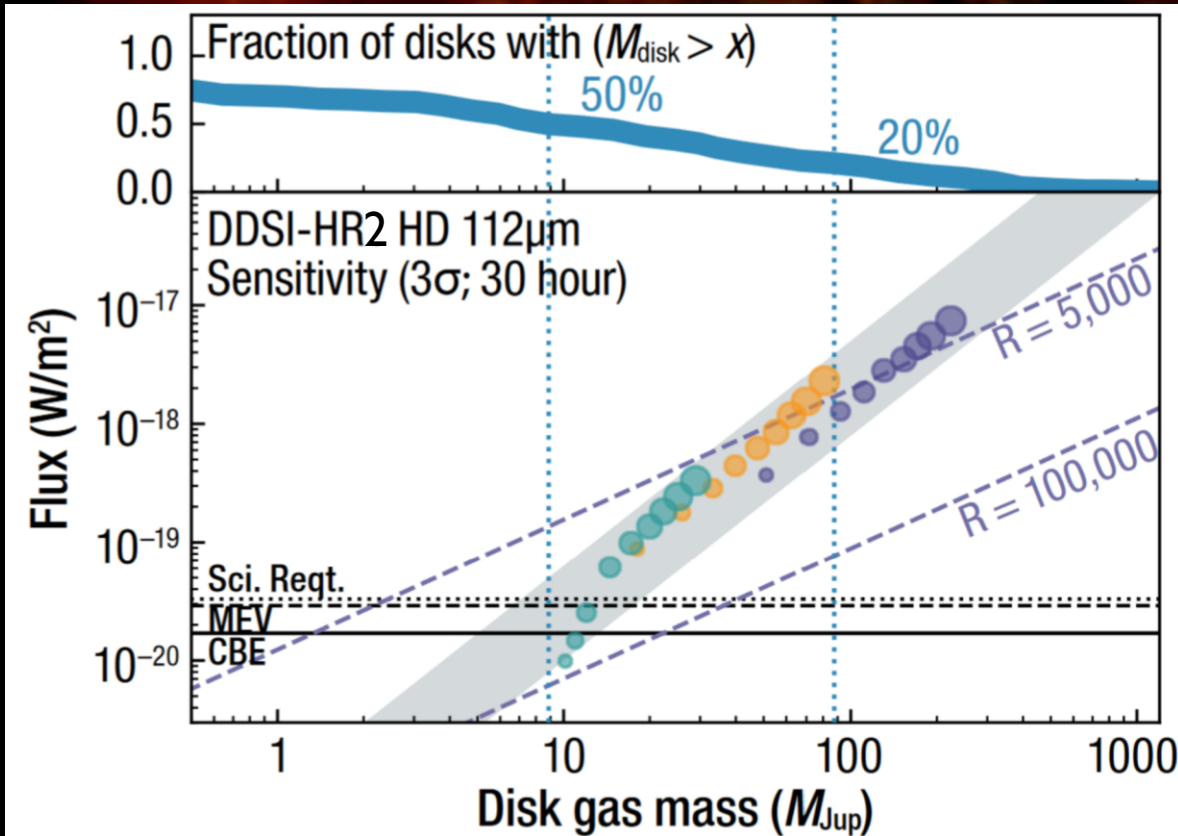 Fraction of disks with (Mdisk > x)
1.0
0.5
0.0
50%
20%
DDSI-HR2 HD 112μm
Sensitivity (3σ; 30 hour)
Flux (W/m²)
10⁻¹⁷
10⁻¹⁸
10⁻¹⁹
10⁻²⁰
R = 5,000
R = 100,000
Sci. Reqt.
MEV
CBE
1 10 100 1000
Disk gas mass (MJup)